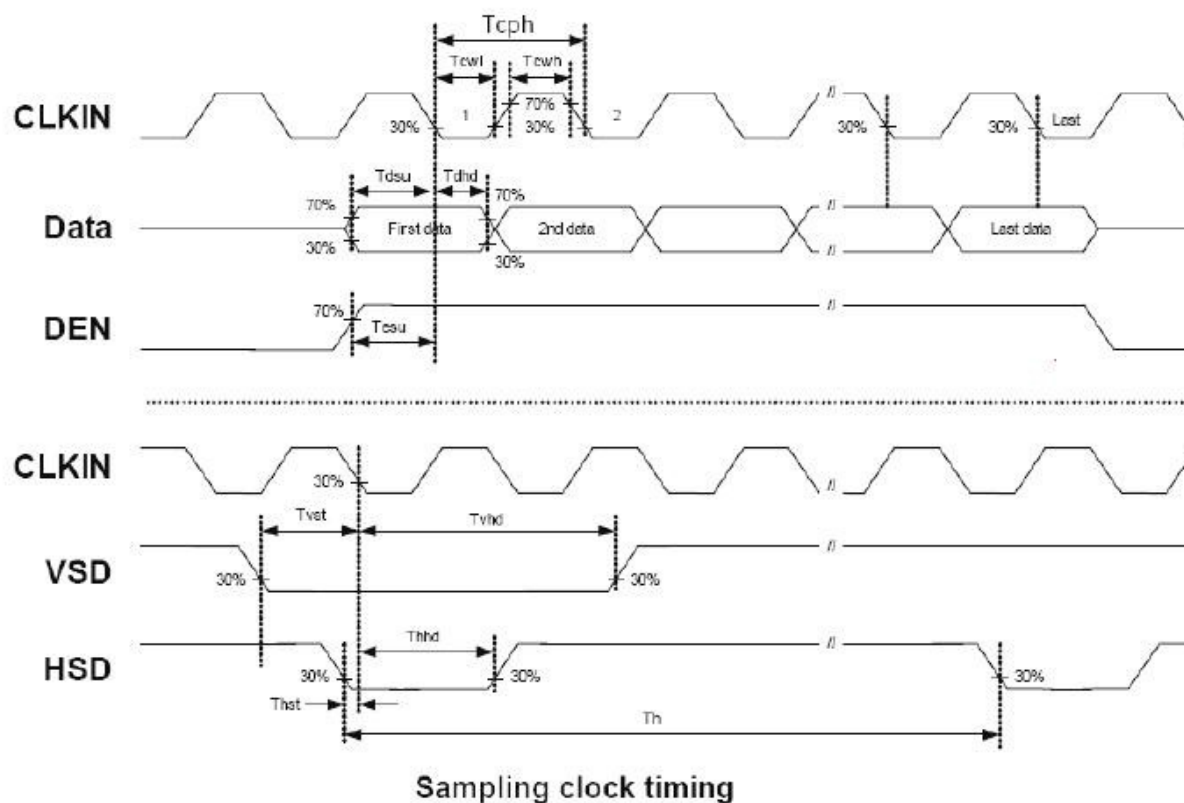 Tcph
Tcwl Tcwh
CLKIN 30% 1 70% 30% 2 // 30% 30% Last
Tdsu Tdhd
70% 70%
Data First data 2nd data // Last data
30% 30%
DEN 70% //
Tesu
CLKIN 30% //
Tvst Tvhd
VSD 30% 30% //
Thhd
HSD 30% 30% // 30%
Thst
Th
Sampling clock timing